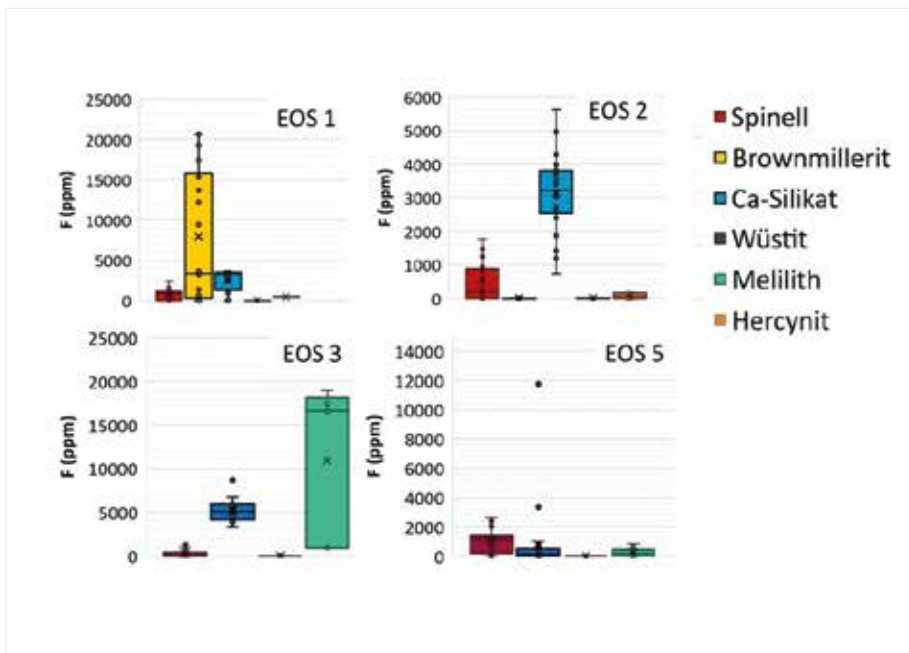 EOS 1
F (ppm)
25000
20000
15000
10000
5000
0
EOS 2
F (ppm)
6000
5000
4000
3000
2000
1000
0
Spinell
Brownmillerit
Ca-Silikat
Wüstit
Melilith
Hercynit
EOS 3
F (ppm)
25000
20000
15000
10000
5000
0
EOS 5
F (ppm)
14000
12000
10000
8000
6000
4000
2000
0